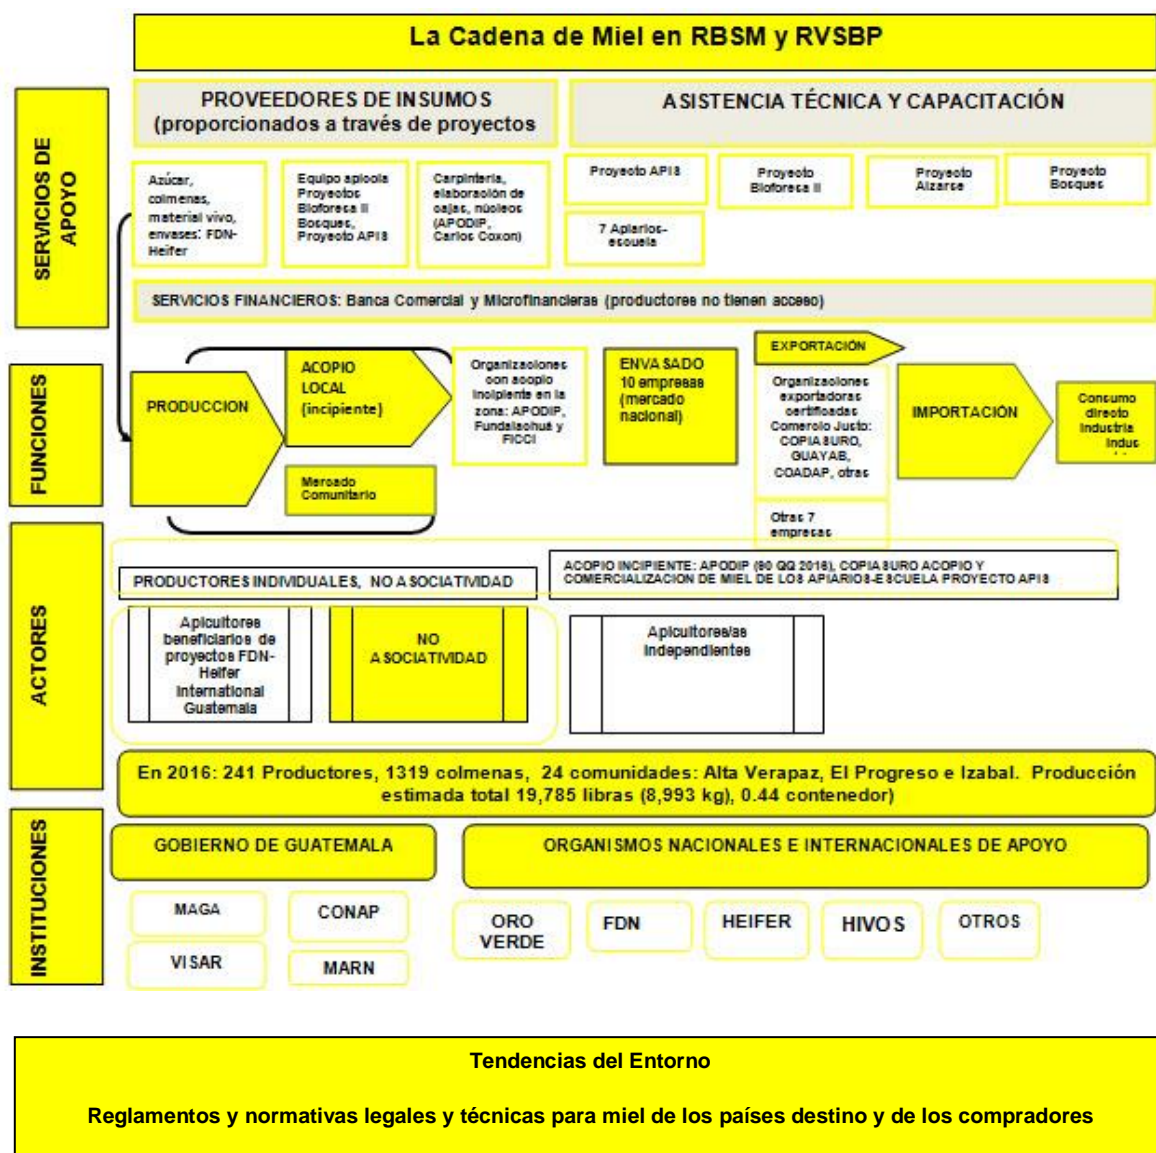 La Cadena de Miel en RBSM y RVSBP
SERVICIOS DE
APOYO
PROVEEDORES DE INSUMOS
(proporcionados a través de proyectos
ASISTENCIA TÉCNICA Y CAPACITACIÓN
Azúcar,
colmenas,
material vivo,
envases: FDN-
Heifer
Equipo apicola
Proyectos
Bioforesa II
Bosques,
Proyecto APIS
Carpintería,
elaboración de
cajas, núcleos
(APODIP,
Carlos Coxon)
Proyecto APIS
Proyecto
Bioforesa II
Proyecto
Alzarse
Proyecto
Bosques
7 Apiarios-
escuela
SERVICIOS FINANCIEROS: Banca Comercial y Microfinancieras (productores no tienen acceso)
FUNCIONES
PRODUCCION
ACOPIO
LOCAL
(incipiente)
Mercado
Comunitario
Organizaciones
con acopio
incipiente en la
zona: APODIP,
Fundalachuá y
FICCI
ENVASADO
10 empresas
(mercado
nacional)
EXPORTACIÓN
Organizaciones
exportadoras
certificadas
Comercio Justo:
COPIASURO,
GUAYAB,
COADAP, otras
Otras 7
empresas
IMPORTACIÓN
Consumo
directo
Industria
Indus
ACTORES
PRODUCTORES INDIVIDUALES, NO ASOCIATIVIDAD
ACOPIO INCIPIENTE: APODIP (90 QQ 2016), COPIASURO ACOPIO Y
COMERCIALIZACION DE MIEL DE LOS APIARIOS-ESCUELA PROYECTO APIS
Apicultores
beneficiarios de
proyectos FDN-
Heifer
International
Guatemala
NO
ASOCIATIVIDAD
Apicultores/as
Independientes
En 2016: 241 Productores, 1319 colmenas, 24 comunidades: Alta Verapaz, El Progreso e Izabal. Producción
estimada total 19,785 libras (8,993 kg), 0.44 contenedor)
INSTITUCIONES
GOBIERNO DE GUATEMALA
ORGANISMOS NACIONALES E INTERNACIONALES DE APOYO
MAGA
CONAP
VISAR
MARN
ORO
VERDE
FDN
HEIFER
HIVOS
OTROS
Tendencias del Entorno
Reglamentos y normativas legales y técnicas para miel de los países destino y de los compradores